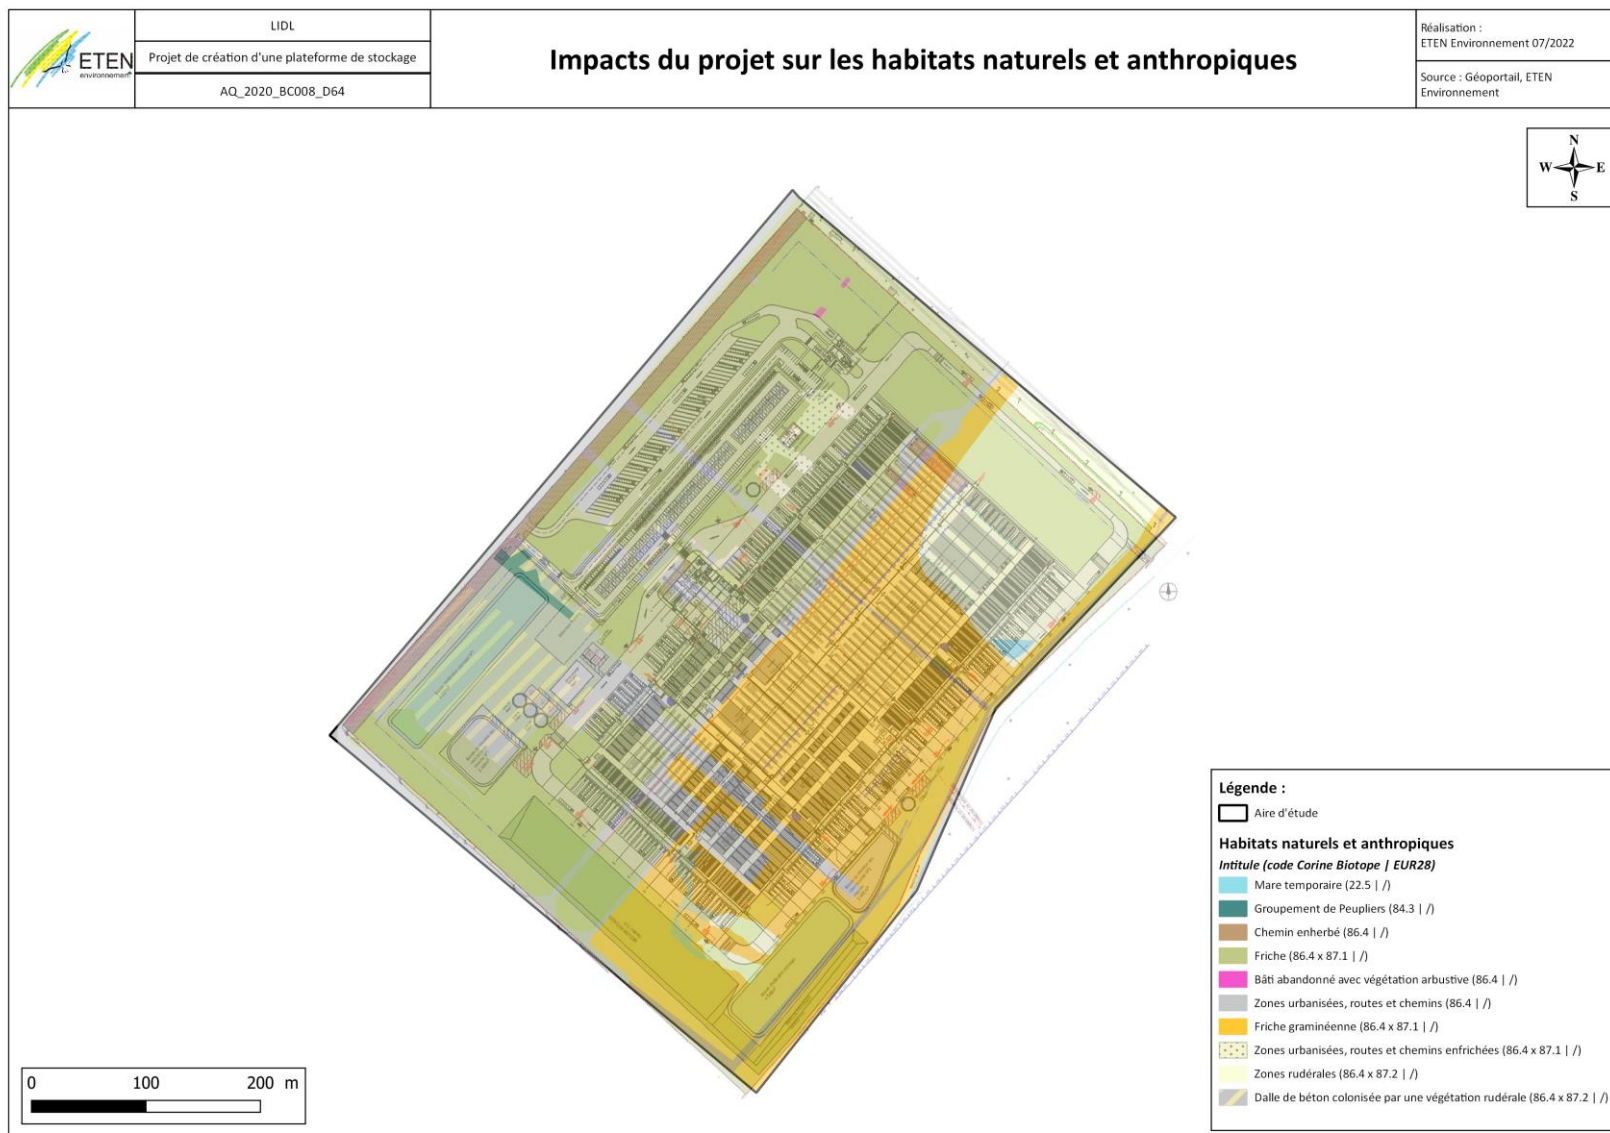 ETEN
environnement
LIDL
Projet de création d'une plateforme de stockage
AQ_2020_BC008_D64
Impacts du projet sur les habitats naturels et anthropiques
Réalisation :
ETEN Environnement 07/2022
Source : Géoportail, ETEN
Environnement
N
W E
S
Légende :
Aire d'étude
Habitats naturels et anthropiques
Intitule (code Corine Biotope | EUR28)
Mare temporaire (22.5 | /)
Groupement de Peupliers (84.3 | /)
Chemin enherbé (86.4 | /)
Friche (86.4 x 87.1 | /)
Bâti abandonné avec végétation arbustive (86.4 | /)
Zones urbanisées, routes et chemins (86.4 | /)
Friche graminéenne (86.4 x 87.1 | /)
Zones urbanisées, routes et chemins enfrichées (86.4 x 87.1 | /)
Zones rudérales (86.4 x 87.2 | /)
Dalle de béton colonisée par une végétation rudérale (86.4 x 87.2 | /)
0 100 200 m